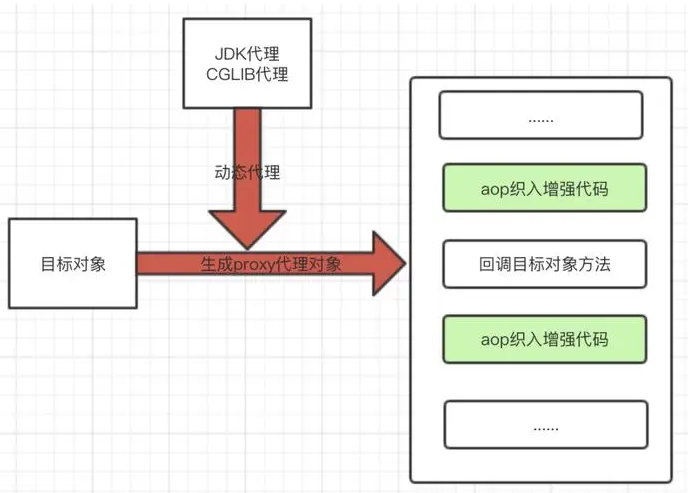 JDK代理
CGLIB代理
动态代理
目标对象
生成proxy代理对象
......
aop织入增强代码
回调目标对象方法
aop织入增强代码
......